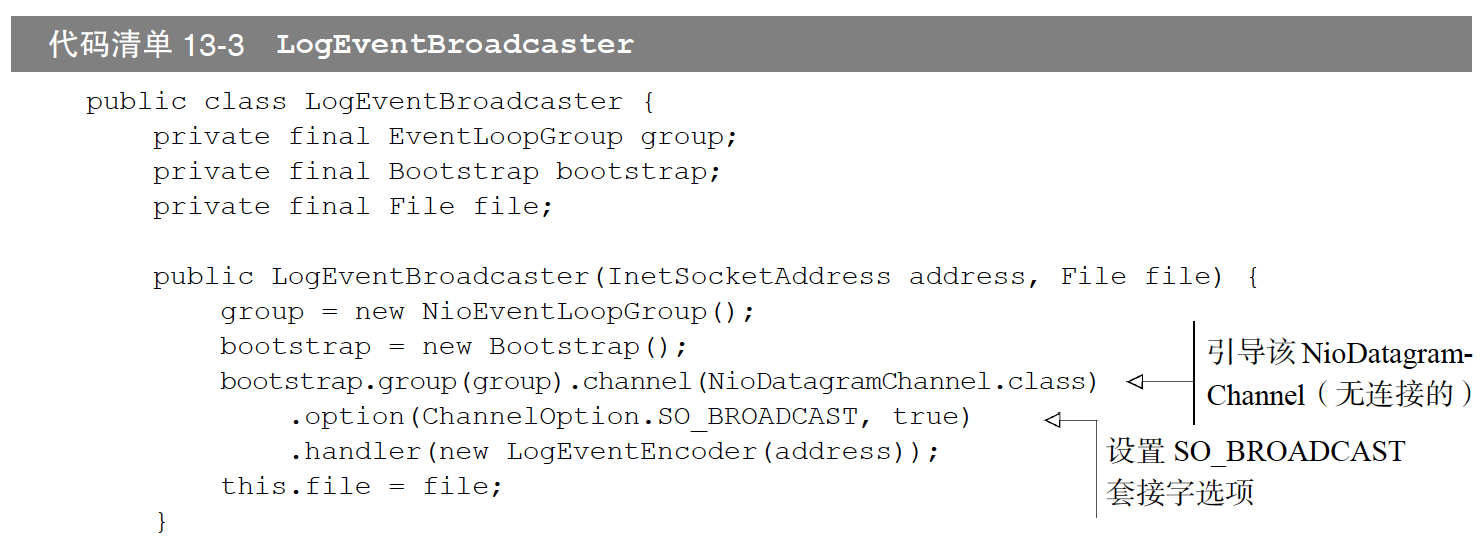 代码清单 13-3 LogEventBroadcaster
public class LogEventBroadcaster {
private final EventLoopGroup group;
private final Bootstrap bootstrap;
private final File file;
public LogEventBroadcaster(InetSocketAddress address, File file) {
group = new NioEventLoopGroup();
bootstrap = new Bootstrap();
bootstrap.group(group).channel(NioDatagramChannel.class)
.option(ChannelOption.SO_BROADCAST, true)
.handler(new LogEventEncoder(address));
this.file = file;
}
引导该 NioDatagram-
Channel（无连接的）
设置 SO_BROADCAST
套接字选项